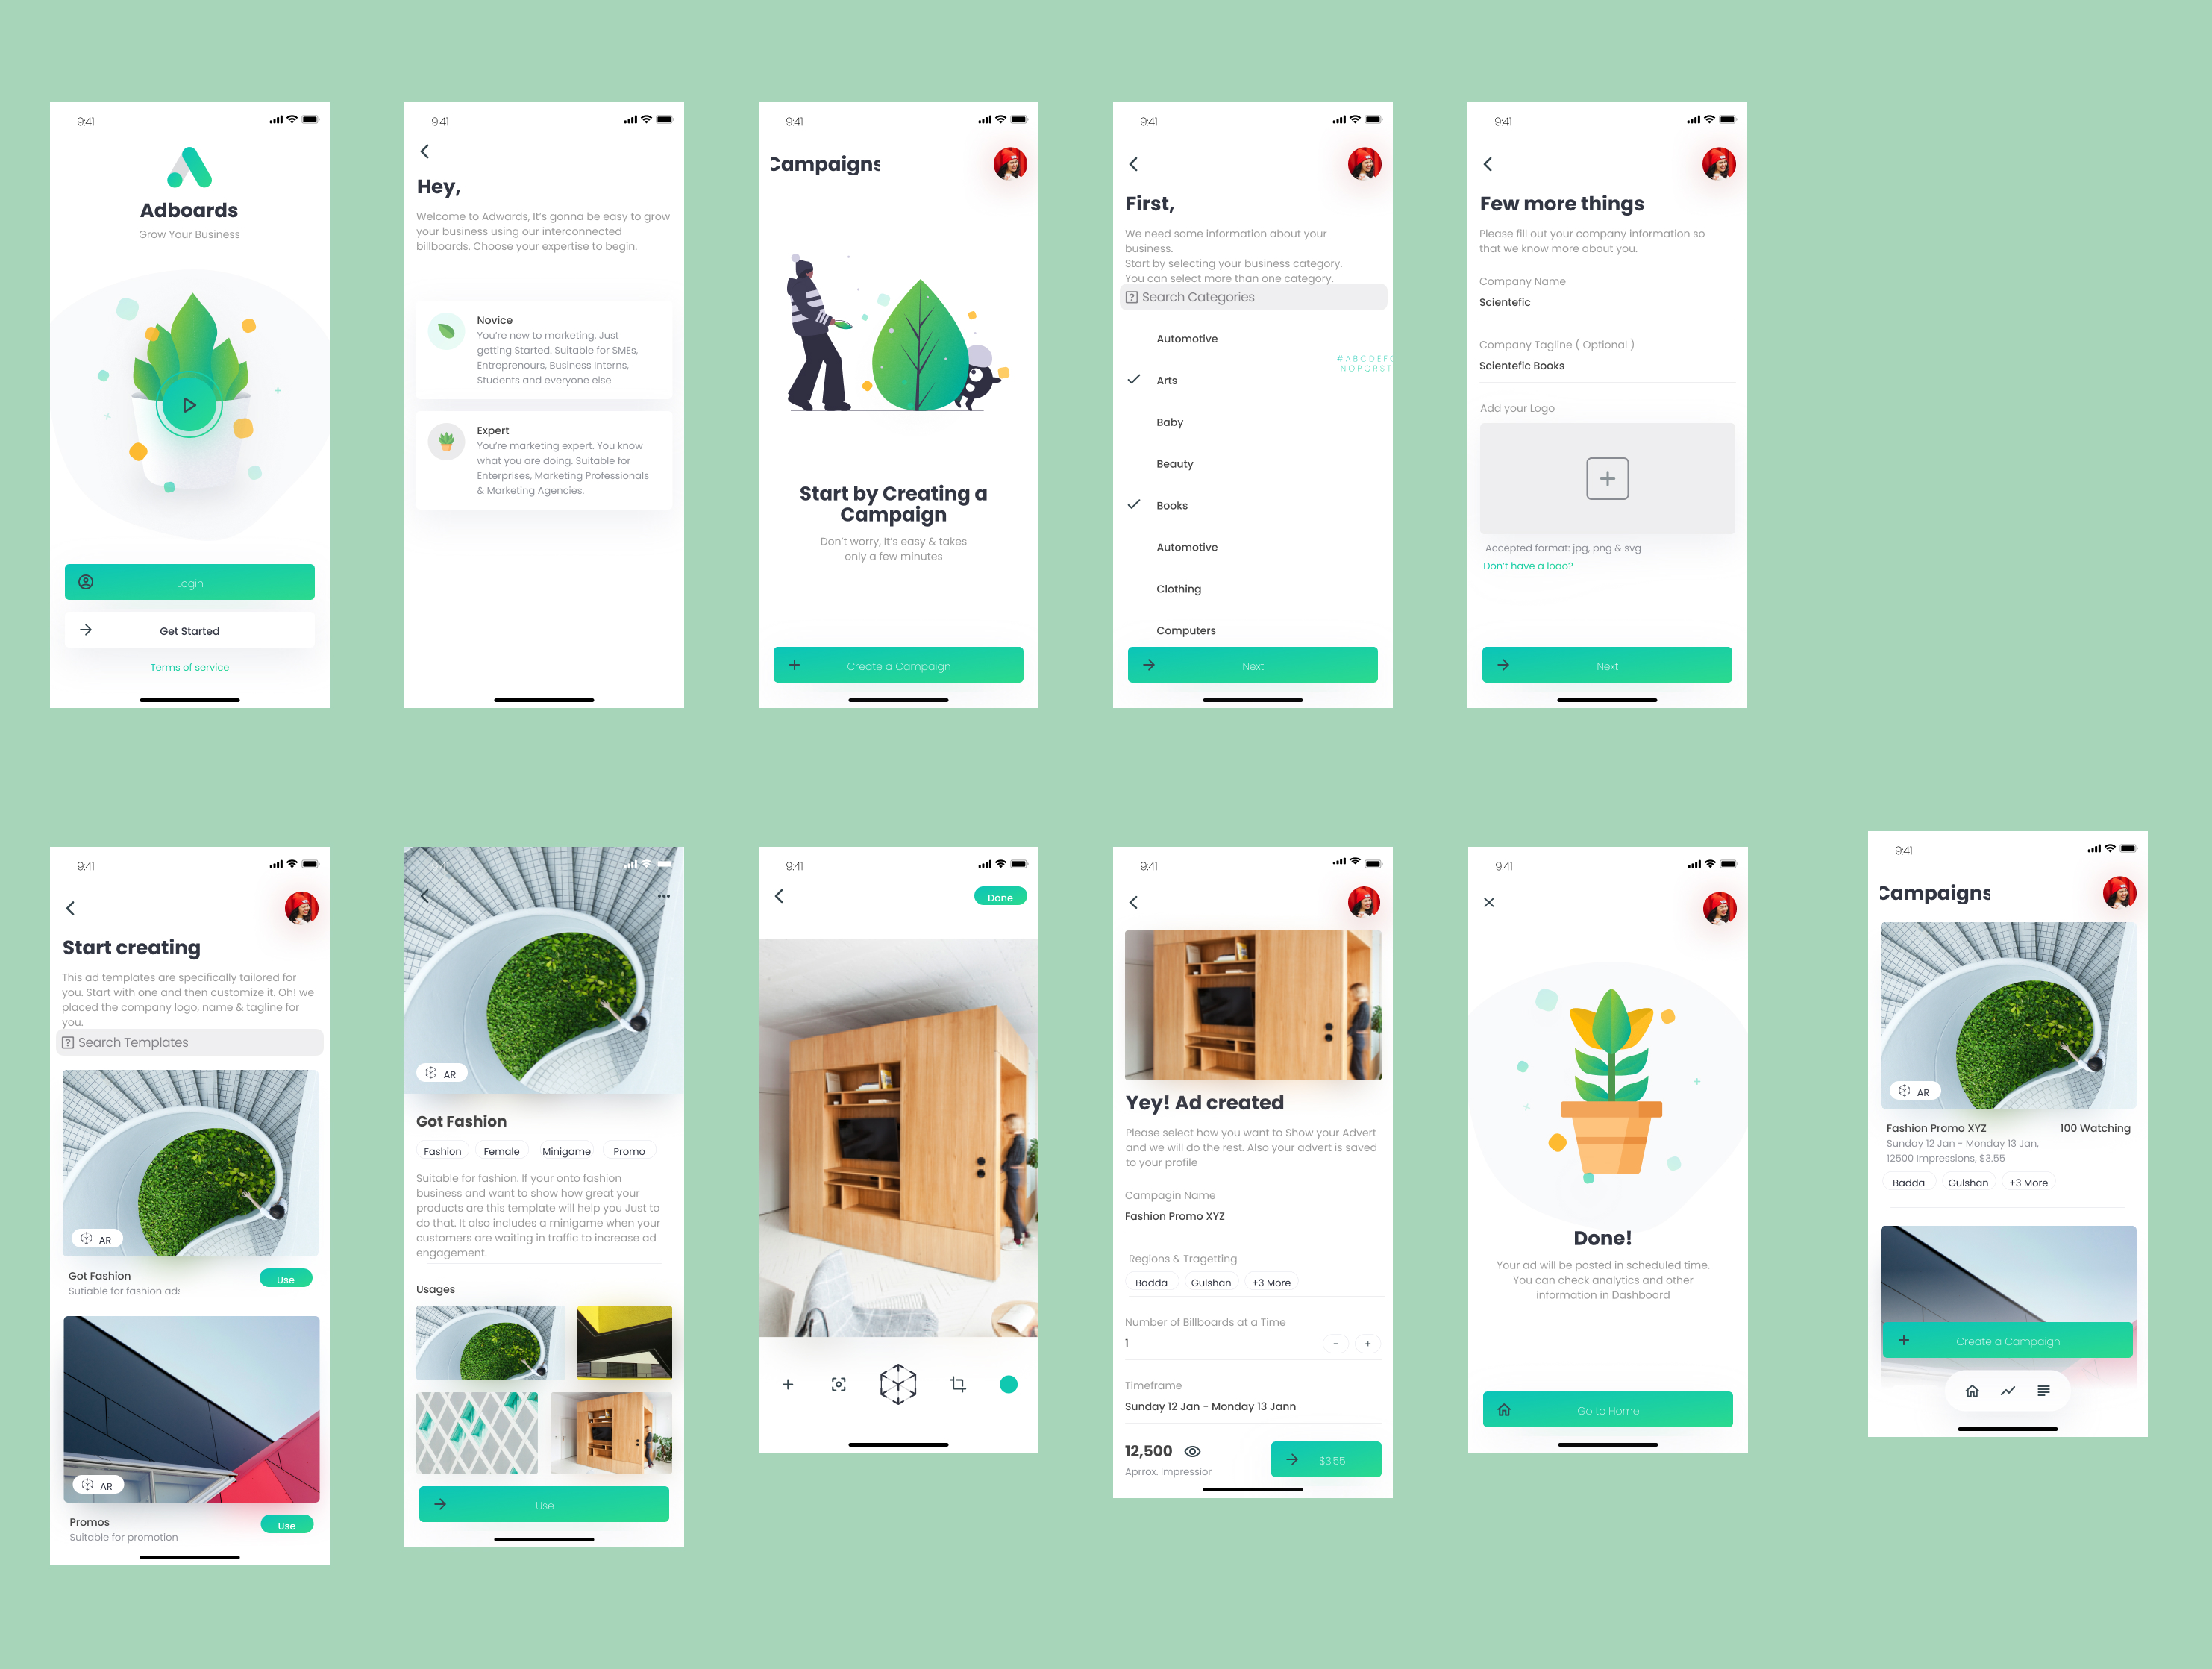 9:41
Adboards
Grow Your Business
Login
Get Started
Terms of service
Hey,
Welcome to Adwards, It's gonna be easy to grow
your business using our interconnected
billboards. Choose your expertise to begin.
Novice
You're new to marketing, Just
getting Started. Suitable for SMEs,
Entreprenours, Business Interns,
Students and everyone else
Expert
You're marketing expert. You know
what you are doing. Suitable for
Enterprises, Marketing Professionals
& Marketing Agencies.
9:41
9:41
Campaigns
Start by Creating a
Campaign
Don't worry, It's easy & takes
only a few minutes
Create a Campaign
9:41
First,
We need some information about your
business.
Start by selecting your business category.
You can select more than one category.
Search Categories
Automotive
Arts
Baby
Beauty
Books
Automotive
Clothing
Computers
# A B C D E F G
N O P Q R S T
Next
9:41
Few more things
Please fill out your company information so
that we know more about you.
Company Name
Scientefic
Company Tagline ( Optional )
Scientefic Books
Add your Logo
Accepted format: jpg, png & svg
Don't have a logo?
Next
9:41
Start creating
This ad templates are specifically tailored for
you. Start with one and then customize it. Oh! we
placed the company logo, name & tagline for
you.
Search Templates
AR
Got Fashion
Sutiable for fashion ads
Use
AR
Promos
Suitable for promotion
Use
AR
Got Fashion
Fashion
Female
Minigame
Promo
Suitable for fashion. If your onto fashion
business and want to show how great your
products are this template will help you Just to
do that. It also includes a minigame when your
customers are waiting in traffic to increase ad
engagement.
Usages
Use
9:41
Done
9:41
Yey! Ad created
Please select how you want to Show your Advert
and we will do the rest. Also your advert is saved
to your profile
Campagin Name
Fashion Promo XYZ
Regions & Tragetting
Badda
Gulshan
+3 More
Number of Billboards at a Time
1
-
+
Timeframe
Sunday 12 Jan - Monday 13 Jann
12,500
Aprrox. Impressior
$3.55
9:41
Done!
Your ad will be posted in scheduled time.
You can check analytics and other
information in Dashboard
Go to Home
9:41
Campaigns
AR
Fashion Promo XYZ
100 Watching
Sunday 12 Jan - Monday 13 Jan,
12500 Impressions, $3.55
Badda
Gulshan
+3 More
Create a Campaign